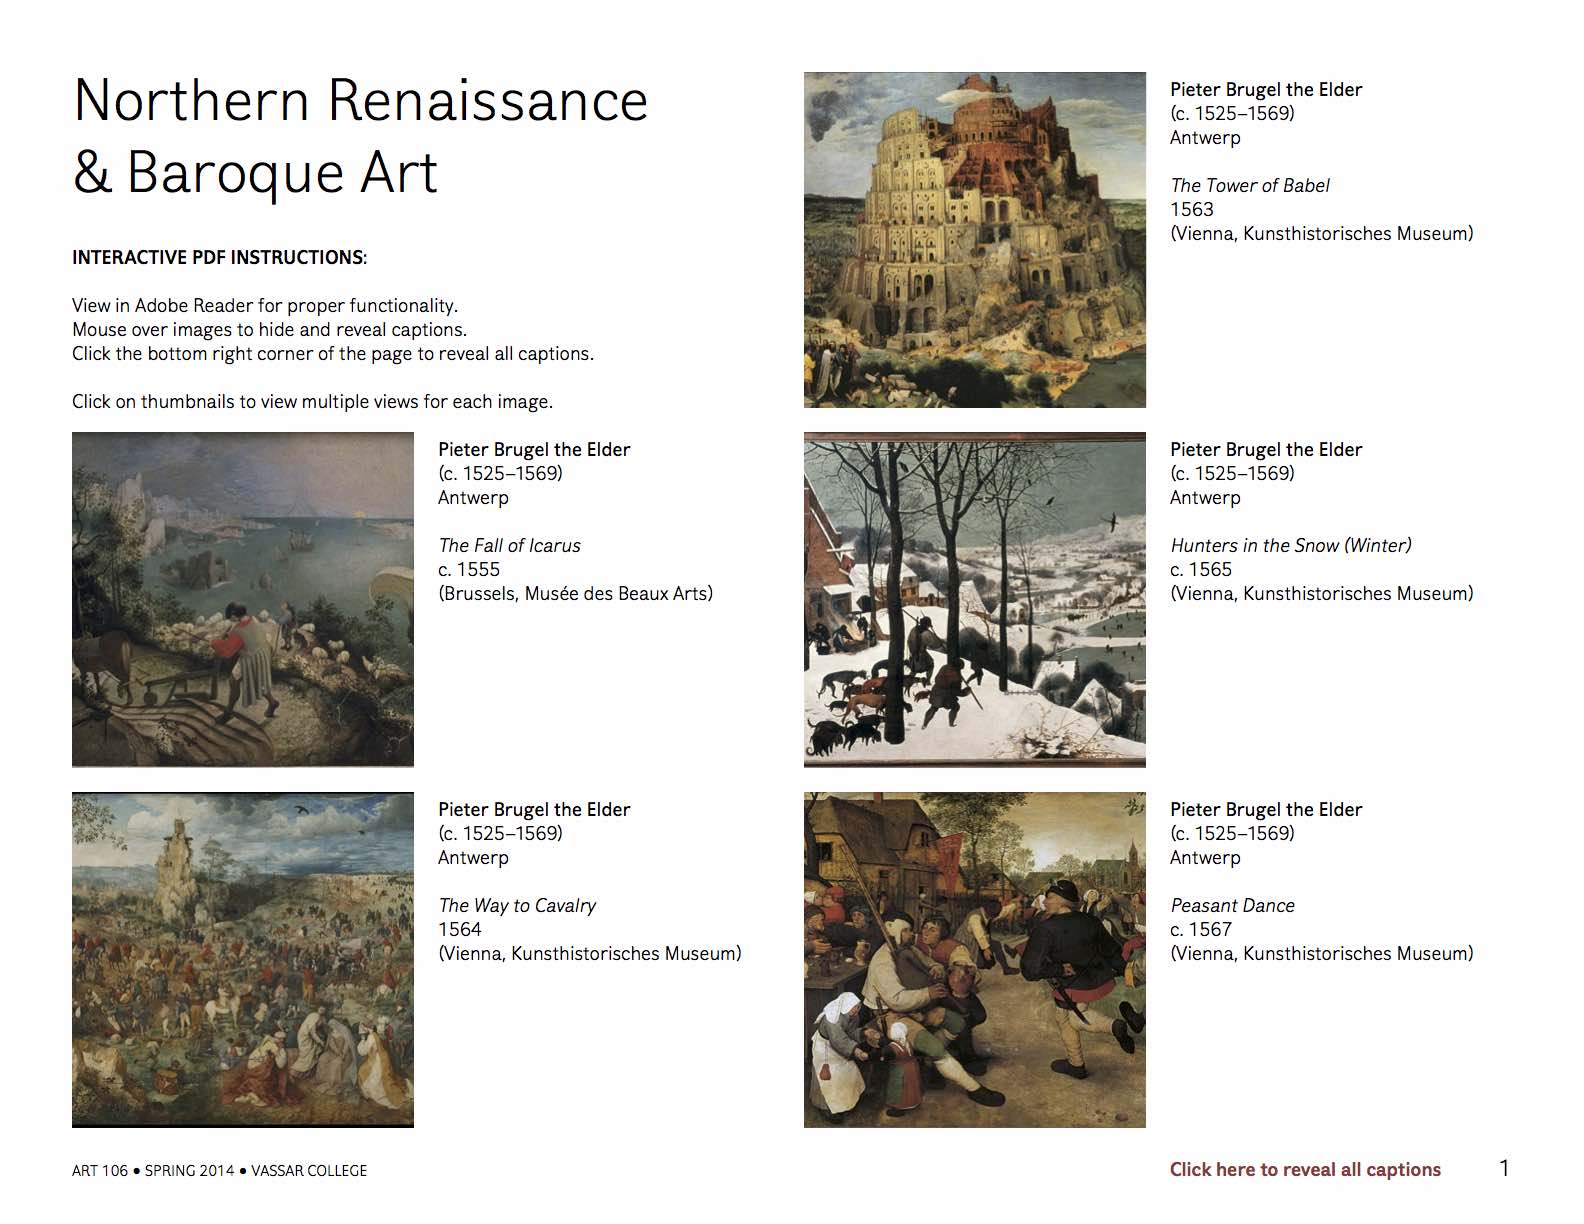 Northern Renaissance
& Baroque Art
INTERACTIVE PDF INSTRUCTIONS:
View in Adobe Reader for proper functionality.
Mouse over images to hide and reveal captions.
Click the bottom right corner of the page to reveal all captions.
Click on thumbnails to view multiple views for each image.
Pieter Brugel the Elder
(c. 1525–1569)
Antwerp
The Fall of Icarus
c. 1555
(Brussels, Musée des Beaux Arts)
Pieter Brugel the Elder
(c. 1525–1569)
Antwerp
The Way to Cavalry
1564
(Vienna, Kunsthistorisches Museum)
Pieter Brugel the Elder
(c. 1525–1569)
Antwerp
The Tower of Babel
1563
(Vienna, Kunsthistorisches Museum)
Pieter Brugel the Elder
(c. 1525–1569)
Antwerp
Hunters in the Snow (Winter)
c. 1565
(Vienna, Kunsthistorisches Museum)
Pieter Brugel the Elder
(c. 1525–1569)
Antwerp
Peasant Dance
c. 1567
(Vienna, Kunsthistorisches Museum)
ART 106 ● SPRING 2014 ● VASSAR COLLEGE
Click here to reveal all captions
1